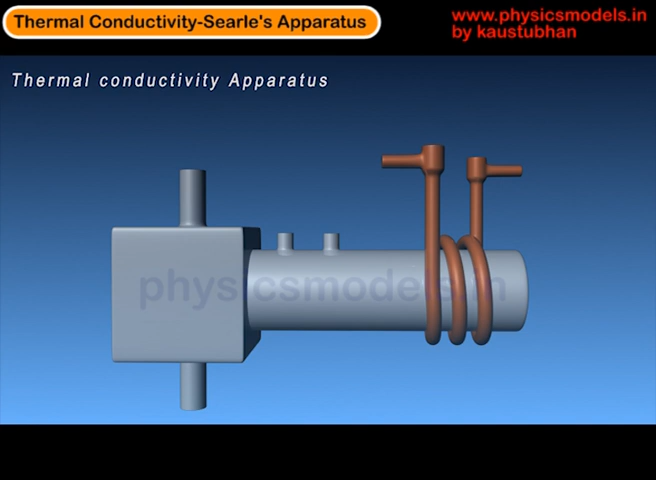 Thermal Conductivity-Searle's Apparatus
www.physicsmodels.in
by kaustubhan
Thermal conductivity Apparatus
physicsmodels.in